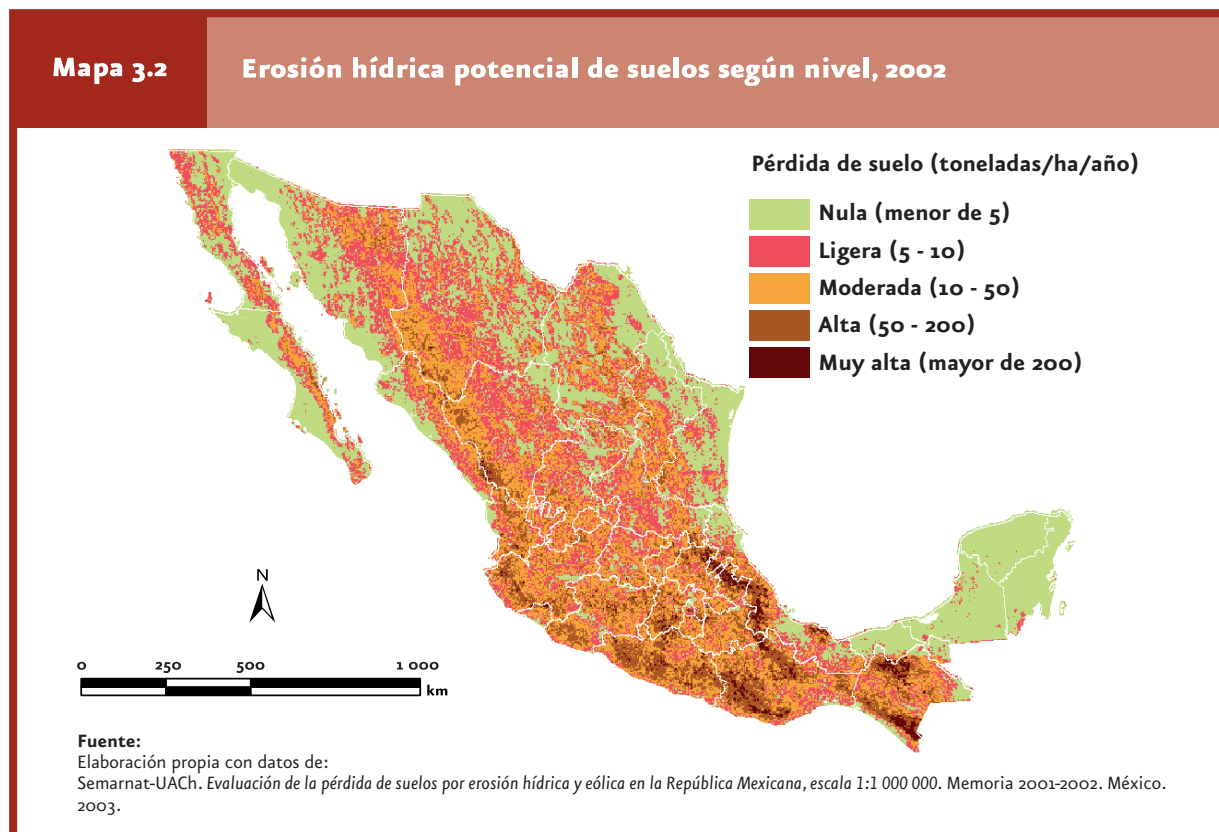 Mapa 3.2
Erosión hídrica potencial de suelos según nivel, 2002
Pérdida de suelo (toneladas/ha/año)
Nula (menor de 5)
Ligera (5 - 10)
Moderada (10 - 50)
Alta (50 - 200)
Muy alta (mayor de 200)
N
0 250 500 1 000
km
Fuente:
Elaboración propia con datos de:
Semarnat-UACh. Evaluación de la pérdida de suelos por erosión hídrica y eólica en la República Mexicana, escala 1:1 000 000. Memoria 2001-2002. México.
2003.